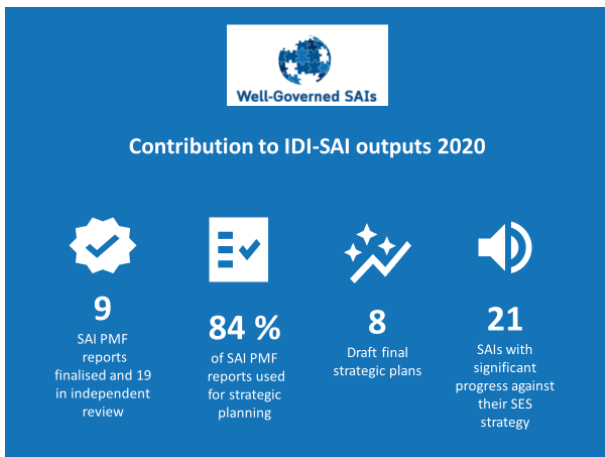 Well-Governed SAIs
Contribution to IDI-SAI outputs 2020
9
SAI PMF
reports
finalised and 19
in independent
review
84 %
of SAI PMF
reports used
for strategic
planning
8
Draft final
strategic plans
21
SAIs with
significant
progress against
their SES
strategy